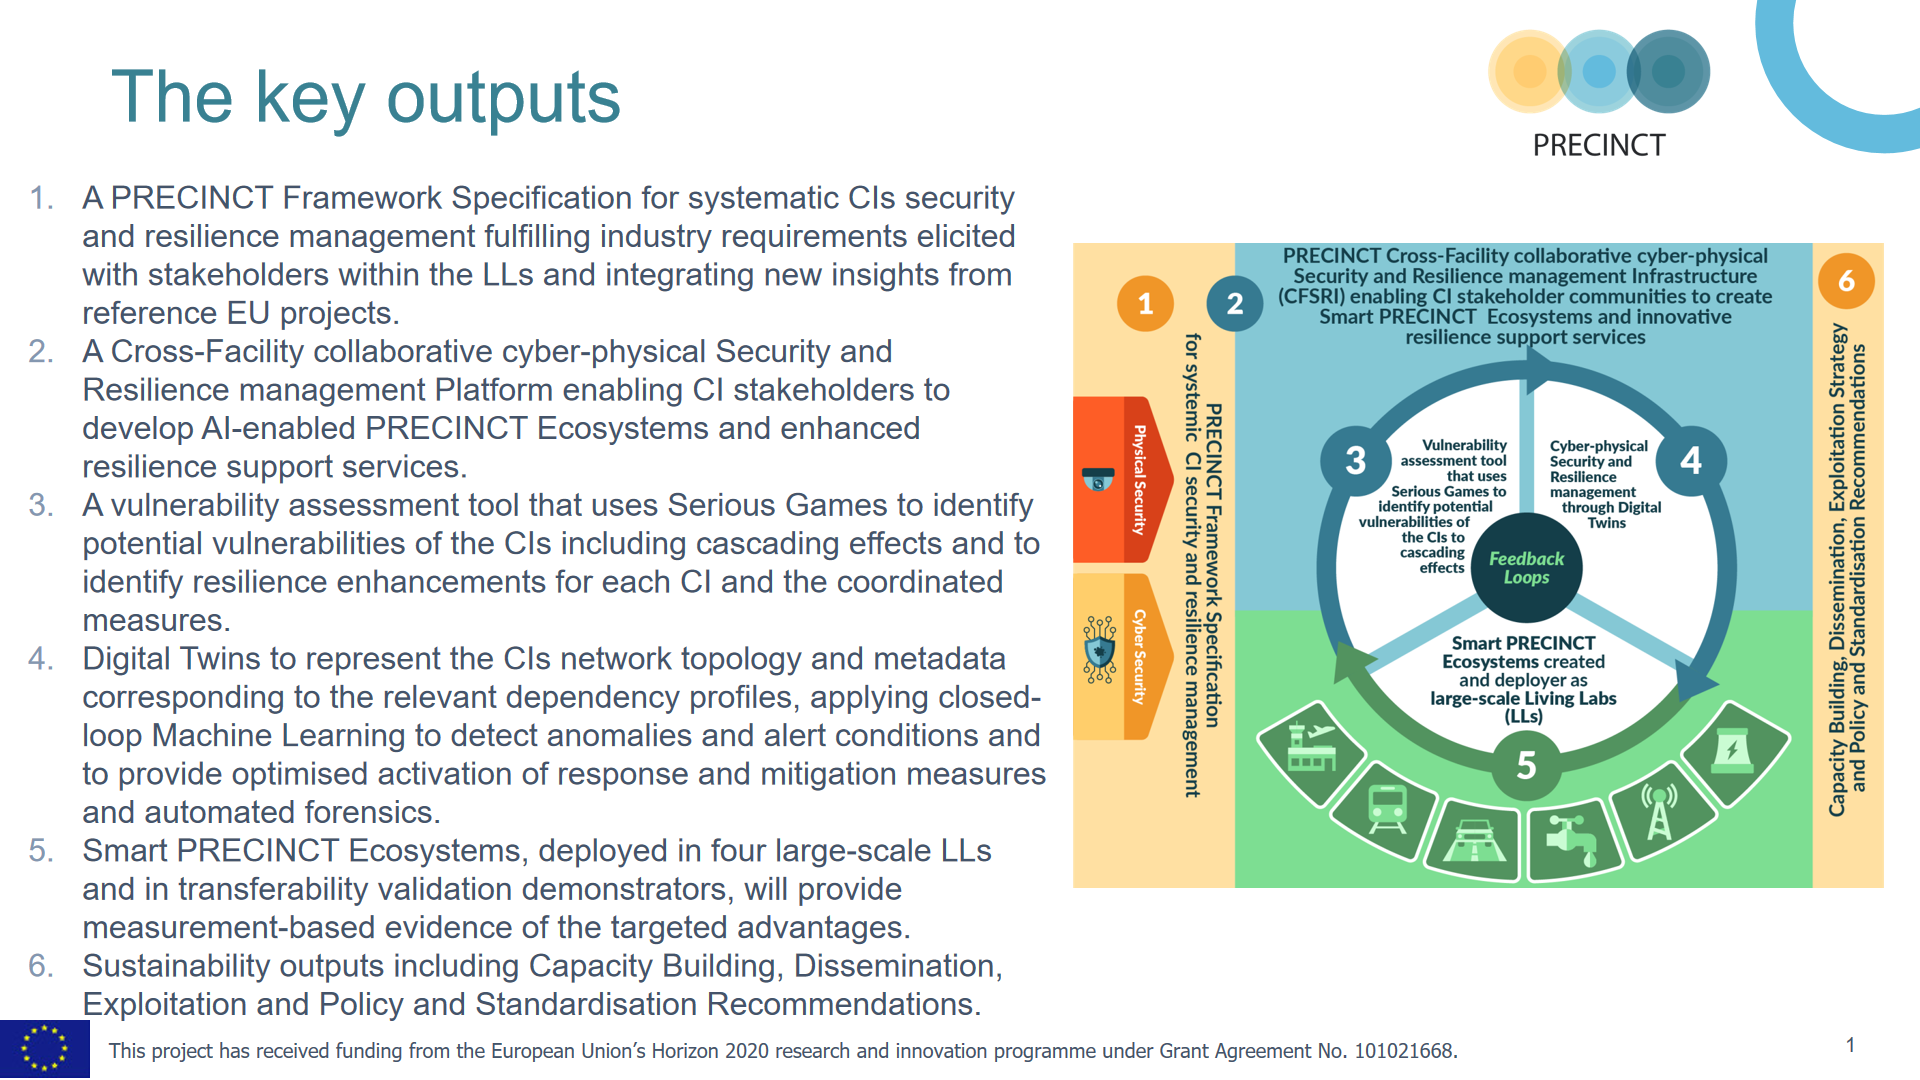 The key outputs
PRECINCT
1. A PRECINCT Framework Specification for systematic CIs security
and resilience management fulfilling industry requirements elicited
with stakeholders within the LLs and integrating new insights from
reference EU projects.
2. A Cross-Facility collaborative cyber-physical Security and
Resilience management Platform enabling CI stakeholders to
develop AI-enabled PRECINCT Ecosystems and enhanced
resilience support services.
3. A vulnerability assessment tool that uses Serious Games to identify
potential vulnerabilities of the CIs including cascading effects and to
identify resilience enhancements for each CI and the coordinated
measures.
4. Digital Twins to represent the CIs network topology and metadata
corresponding to the relevant dependency profiles, applying closed-
loop Machine Learning to detect anomalies and alert conditions and
to provide optimised activation of response and mitigation measures
and automated forensics.
5. Smart PRECINCT Ecosystems, deployed in four large-scale LLs
and in transferability validation demonstrators, will provide
measurement-based evidence of the targeted advantages.
6. Sustainability outputs including Capacity Building, Dissemination,
Exploitation and Policy and Standardisation Recommendations.
1
PRECINCT Framework Specification
for systemic CI security and resilience management
Physical Security
Cyber Security
2
PRECINCT Cross-Facility collaborative cyber-physical
Security and Resilience management Infrastructure
(CFSRI) enabling CI stakeholder communities to create
Smart PRECINCT Ecosystems and innovative
resilience support services
3
Vulnerability
assessment tool
that uses
Serious Games to
identify potential
vulnerabilities of
the CIs to
cascading
effects
4
Cyber-physical
Security and
Resilience
management
through Digital
Twins
Feedback
Loops
Smart PRECINCT
Ecosystems created
and deployer as
large-scale Living Labs
(LLs)
5
6
Capacity Building, Dissemination, Exploitation Strategy
and Policy and Standardisation Recommendations
This project has received funding from the European Union’s Horizon 2020 research and innovation programme under Grant Agreement No. 101021668.
1